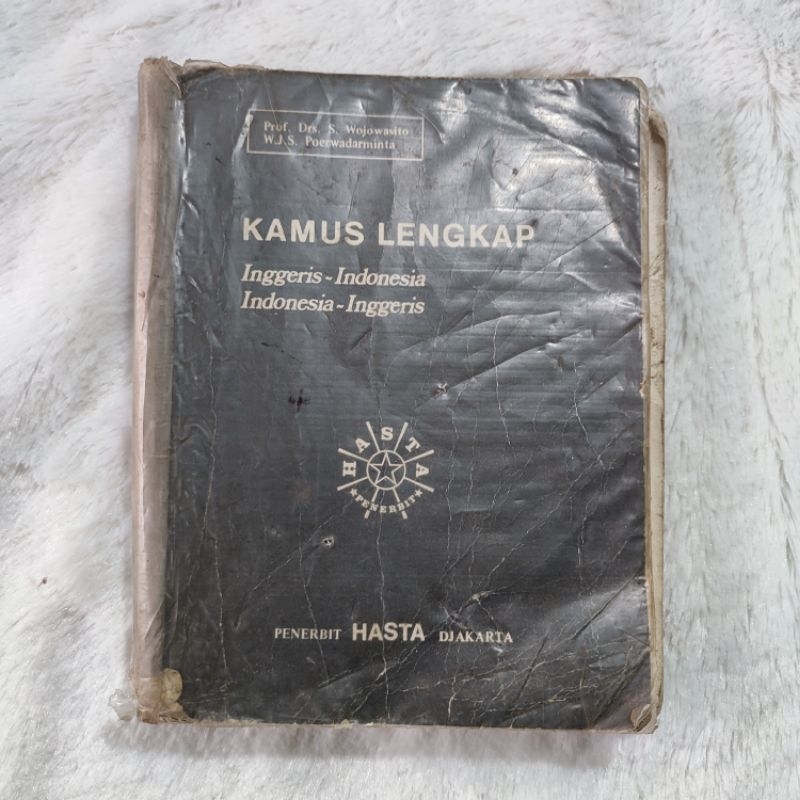 Prof. Drs. S. Wojowasito
W.J.S. Poerwadarminta
KAMUS LENGKAP
Inggeris-Indonesia
Indonesia-Inggeris
HASTA
PENERBIT
PENERBIT HASTA DJAKARTA